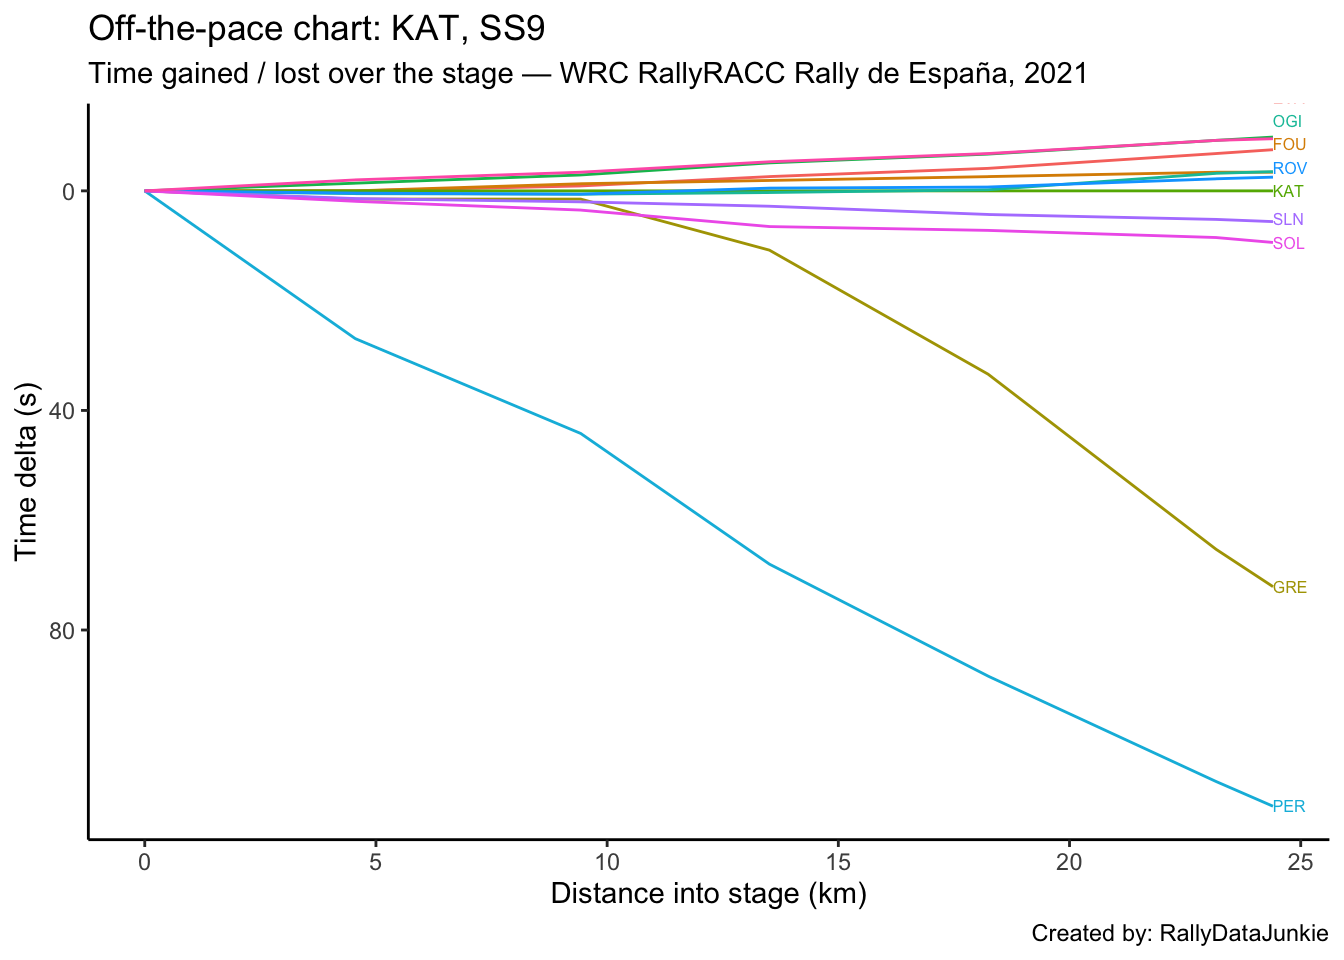 Off-the-pace chart: KAT, SS9
Time gained / lost over the stage — WRC RallyRACC Rally de España, 2021
OGI
FOU
ROV
KAT
SLN
SOL
GRE
PER
0
40
80
Time delta (s)
0 5 10 15 20 25
Distance into stage (km)
Created by: RallyDataJunkie